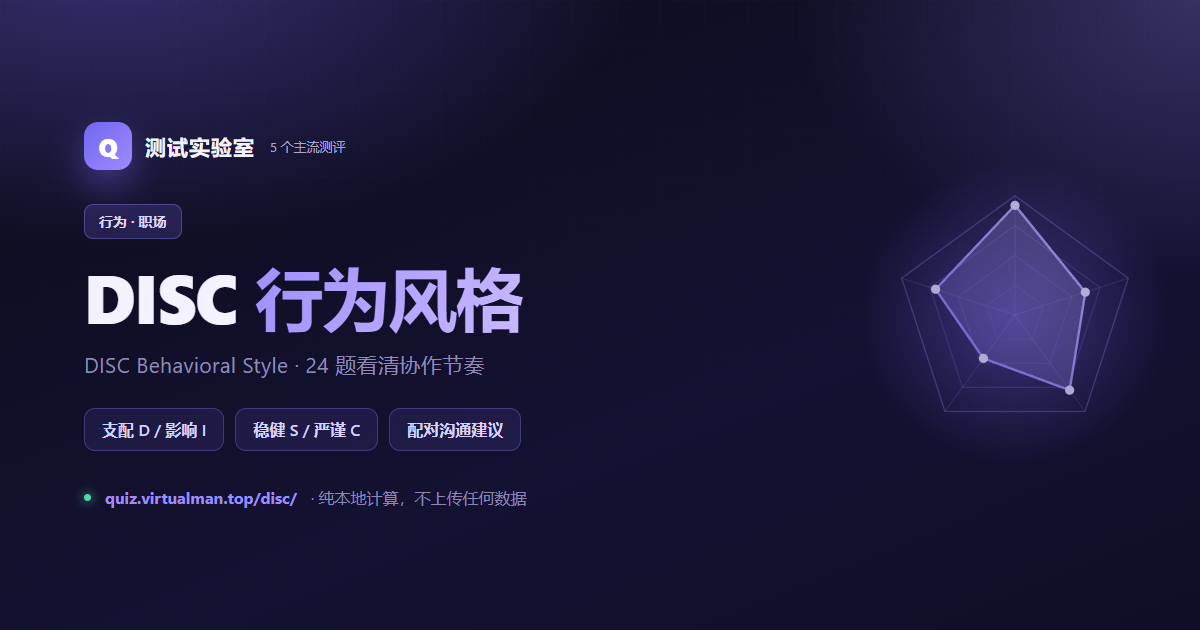 Q 测试实验室 5 个主流测评
行为 · 职场
DISC 行为风格
DISC Behavioral Style · 24 题看清协作节奏
支配 D / 影响 I 稳健 S / 严谨 C 配对沟通建议
quiz.virtualman.top/disc/ · 纯本地计算，不上传任何数据